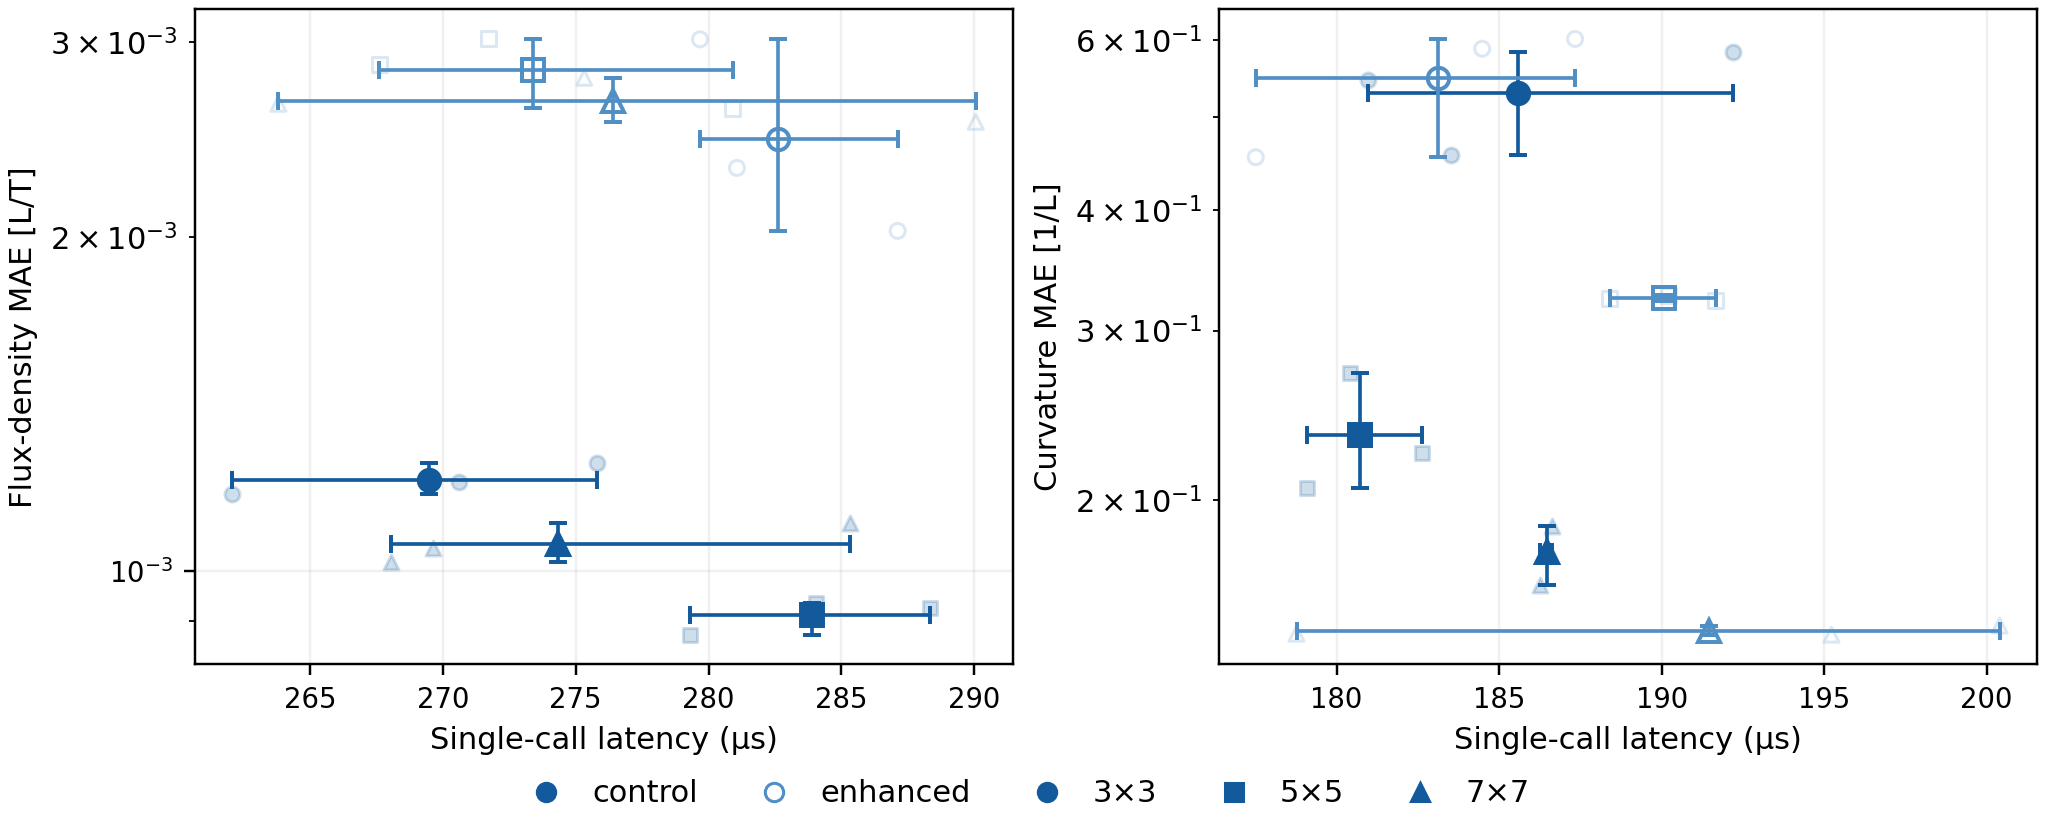 Flux-density MAE [L/T]
3 × 10⁻³
2 × 10⁻³
10⁻³
265 270 275 280 285 290
Single-call latency (µs)
Curvature MAE [1/L]
6 × 10⁻¹
4 × 10⁻¹
3 × 10⁻¹
2 × 10⁻¹
180 185 190 195 200
Single-call latency (µs)
control enhanced 3×3 5×5 7×7